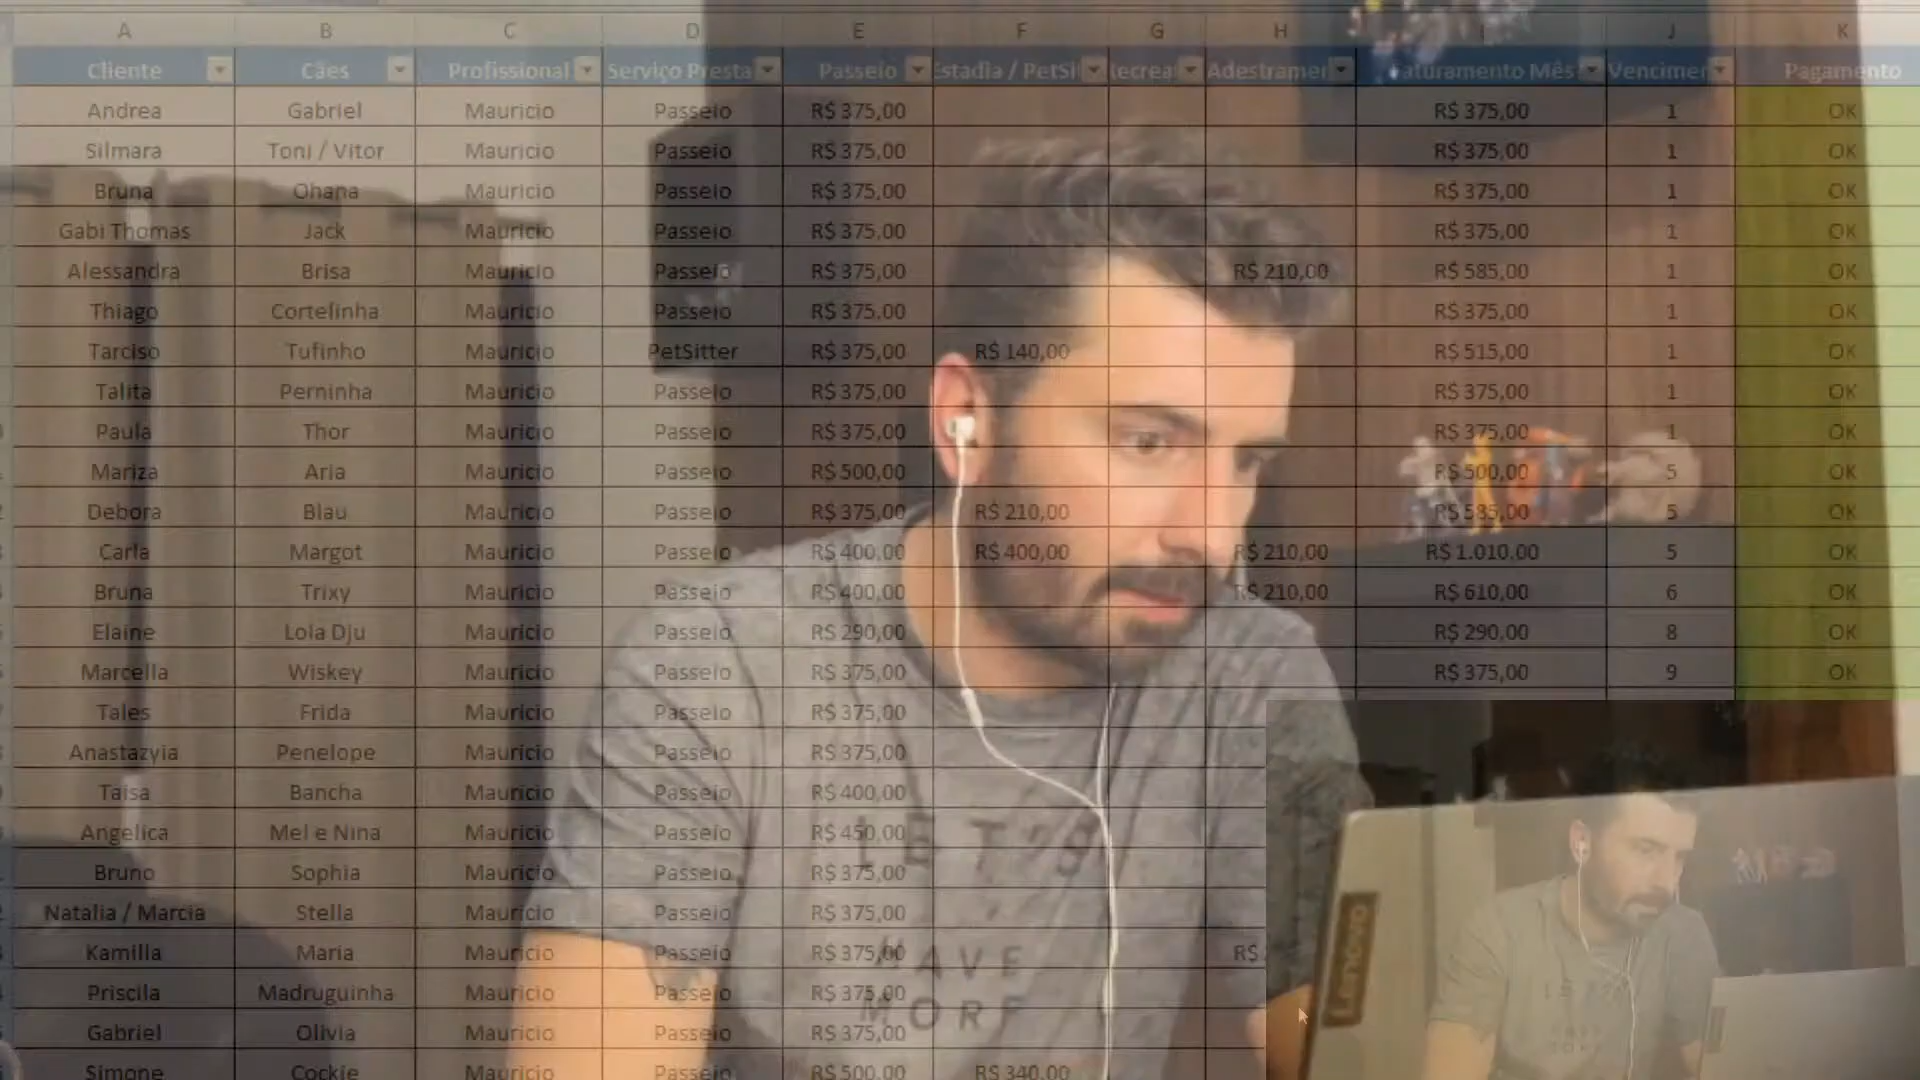 A B C D E F G H I J K
Cliente Cães Profissional Serviço Presta Passeio Estadia / PetSi Recrea Adestramer aturamento Mês Vencimer Pagamento
Andrea Gabriel Mauricio Passeio R$ 375,00 R$ 375,00 1 OK
Silmara Toni / Vitor Mauricio Passeio R$ 375,00 R$ 375,00 1 OK
Bruna Ohana Mauricio Passeio R$ 375,00 R$ 375,00 1 OK
Gabi Thomas Jack Mauricio Passeio R$ 375,00 R$ 375,00 1 OK
Alessandra Brisa Mauricio Passeio R$ 375,00 R$ 210,00 R$ 585,00 1 OK
Thiago Cortelinha Mauricio Passeio R$ 375,00 R$ 375,00 1 OK
Tarciso Tufinho Mauricio PetSitter R$ 375,00 R$ 140,00 R$ 515,00 1 OK
Talita Perninha Mauricio Passeio R$ 375,00 R$ 375,00 1 OK
Paula Thor Mauricio Passeio R$ 375,00 R$ 375,00 1 OK
Mariza Aria Mauricio Passeio R$ 500,00 R$ 500,00 5 OK
Debora Blau Mauricio Passeio R$ 375,00 R$ 210,00 R$ 585,00 5 OK
Carla Margot Mauricio Passeio R$ 400,00 R$ 400,00 R$ 210,00 R$ 1.010,00 5 OK
Bruna Trixy Mauricio Passeio R$ 400,00 R$ 210,00 R$ 610,00 6 OK
Elaine Lola Dju Mauricio Passeio R$ 290,00 R$ 290,00 8 OK
Marcella Wiskey Mauricio Passeio R$ 375,00 R$ 375,00 9 OK
Tales Frida Mauricio Passeio R$ 375,00
Anastazyia Penelope Mauricio Passeio R$ 375,00
Taisa Bancha Mauricio Passeio R$ 400,00
Angelica Mel e Nina Mauricio Passeio R$ 450,00
Bruno Sophia Mauricio Passeio R$ 375,00
Natalia / Marcia Stella Mauricio Passeio R$ 375,00
Kamilla Maria Mauricio Passeio R$ 375,00 R$
Priscila Madruguinha Mauricio Passeio R$ 375,00
Gabriel Olivia Mauricio Passeio R$ 375,00
Simone Cockie Mauricio Passeio R$ 500,00 R$ 340,00
LET'S
HAVE
MORE
Lenovo